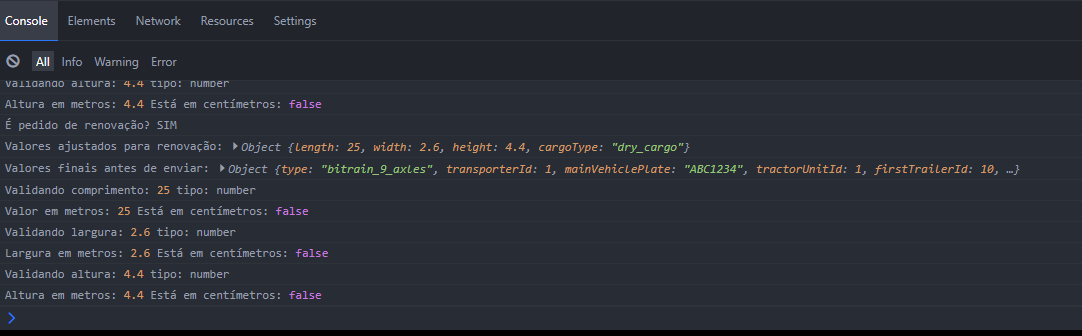 Console Elements Network Resources Settings
All Info Warning Error
Validando altura: 4.4 tipo: number
Altura em metros: 4.4 Está em centímetros: false
É pedido de renovação? SIM
Valores ajustados para renovação: ▶Object {length: 25, width: 2.6, height: 4.4, cargoType: "dry_cargo"}
Valores finais antes de enviar: ▶Object {type: "bitrain_9_axles", transporterId: 1, mainVehiclePlate: "ABC1234", tractorUnitId: 1, firstTrailerId: 10, …}
Validando comprimento: 25 tipo: number
Valor em metros: 25 Está em centímetros: false
Validando largura: 2.6 tipo: number
Largura em metros: 2.6 Está em centímetros: false
Validando altura: 4.4 tipo: number
Altura em metros: 4.4 Está em centímetros: false